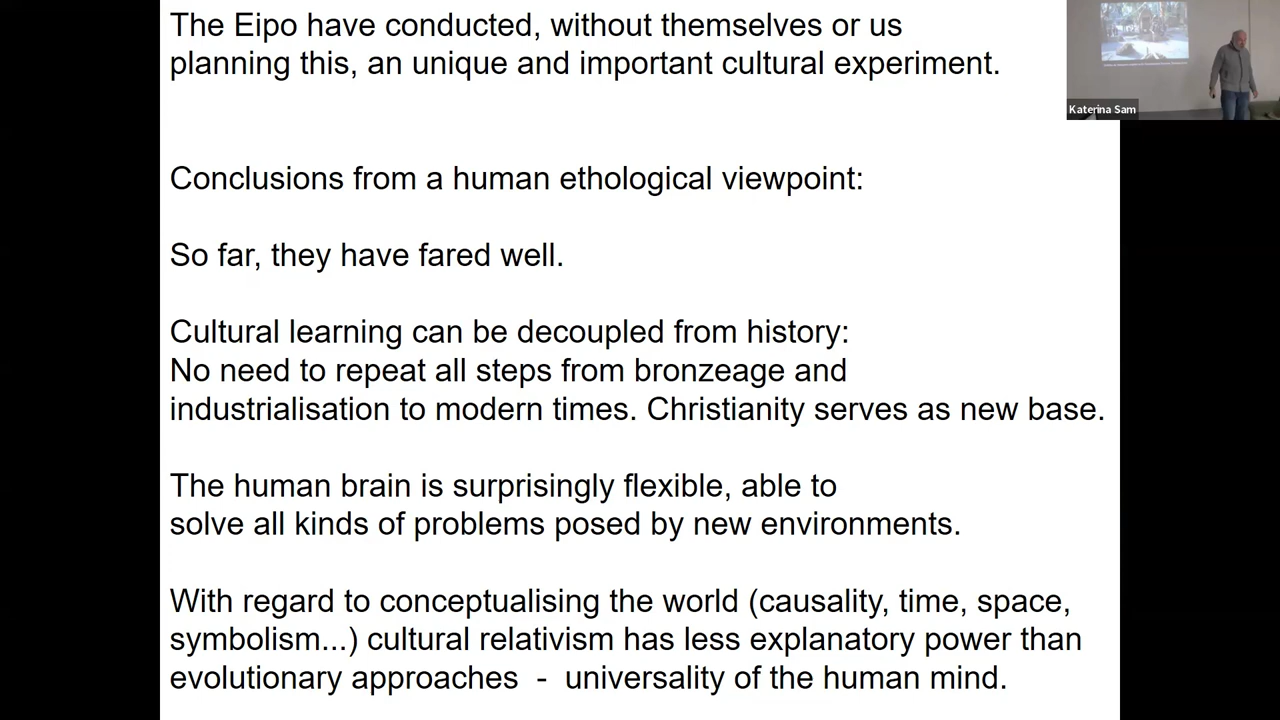 The Eipo have conducted, without themselves or us
planning this, an unique and important cultural experiment.
Conclusions from a human ethological viewpoint:
So far, they have fared well.
Cultural learning can be decoupled from history:
No need to repeat all steps from bronzeage and
industrialisation to modern times. Christianity serves as new base.
The human brain is surprisingly flexible, able to
solve all kinds of problems posed by new environments.
With regard to conceptualising the world (causality, time, space,
symbolism...) cultural relativism has less explanatory power than
evolutionary approaches - universality of the human mind.
Katerina Sam